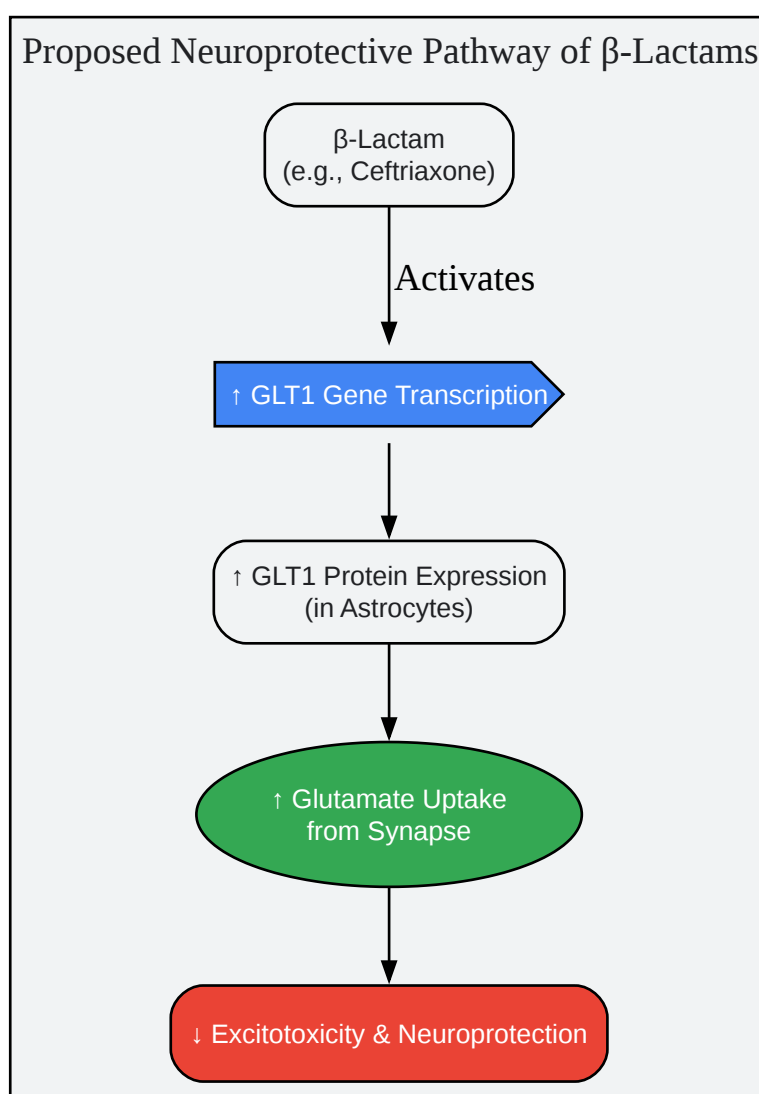 Proposed Neuroprotective Pathway of β-Lactams
β-Lactam
(e.g., Ceftriaxone)
Activates
↑ GLT1 Gene Transcription
↑ GLT1 Protein Expression
(in Astrocytes)
↑ Glutamate Uptake
from Synapse
↓ Excitotoxicity & Neuroprotection